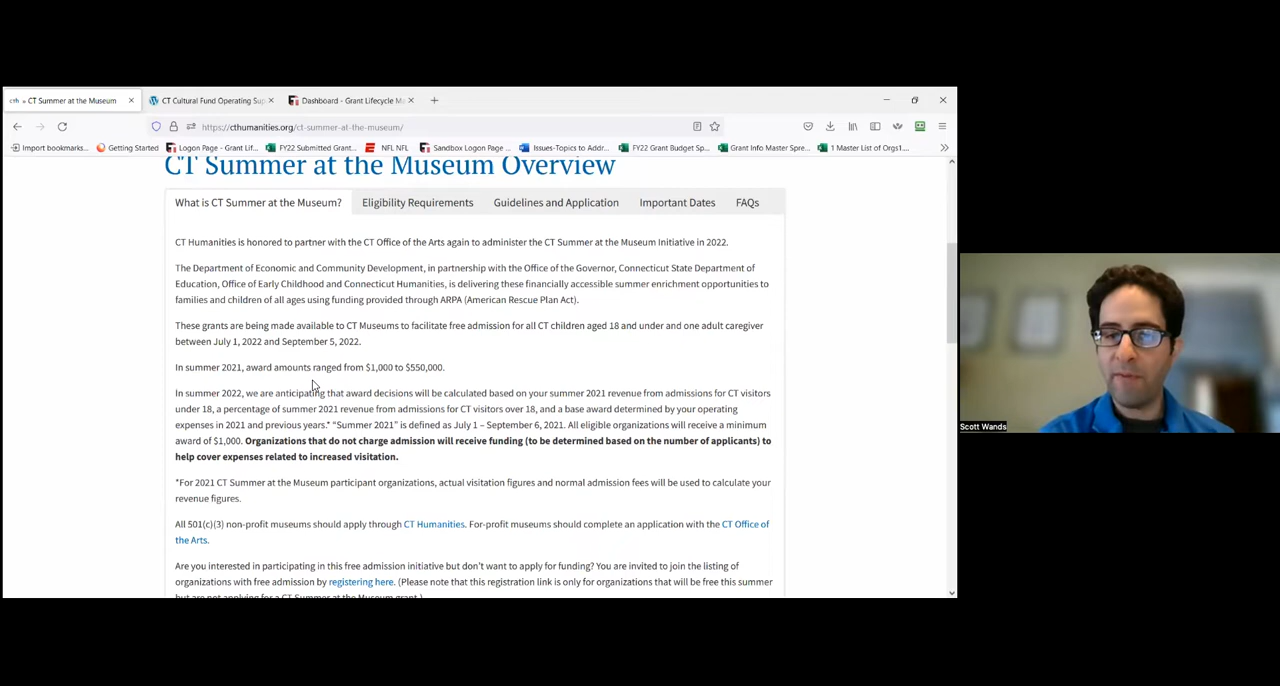 cth » CT Summer at the Museum
CT Cultural Fund Operating Sup
Dashboard - Grant Lifecycle Ma
https://cthumanities.org/ct-summer-at-the-museum/
Import bookmarks...
Getting Started
Logon Page - Grant Lif...
FY22 Submitted Grant...
NFL NFL
Sandbox Logon Page ...
Issues-Topics to Addr...
FY22 Grant Budget Sp...
Grant Info Master Spre...
1 Master List of Orgs1...
CT Summer at the Museum Overview
What is CT Summer at the Museum?
Eligibility Requirements
Guidelines and Application
Important Dates
FAQs
CT Humanities is honored to partner with the CT Office of the Arts again to administer the CT Summer at the Museum Initiative in 2022.
The Department of Economic and Community Development, in partnership with the Office of the Governor, Connecticut State Department of
Education, Office of Early Childhood and Connecticut Humanities, is delivering these financially accessible summer enrichment opportunities to
families and children of all ages using funding provided through ARPA (American Rescue Plan Act).
These grants are being made available to CT Museums to facilitate free admission for all CT children aged 18 and under and one adult caregiver
between July 1, 2022 and September 5, 2022.
In summer 2021, award amounts ranged from $1,000 to $550,000.
In summer 2022, we are anticipating that award decisions will be calculated based on your summer 2021 revenue from admissions for CT visitors
under 18, a percentage of summer 2021 revenue from admissions for CT visitors over 18, and a base award determined by your operating
expenses in 2021 and previous years.* “Summer 2021” is defined as July 1 – September 6, 2021. All eligible organizations will receive a minimum
award of $1,000. Organizations that do not charge admission will receive funding (to be determined based on the number of applicants) to
help cover expenses related to increased visitation.
*For 2021 CT Summer at the Museum participant organizations, actual visitation figures and normal admission fees will be used to calculate your
revenue figures.
All 501(c)(3) non-profit museums should apply through CT Humanities. For-profit museums should complete an application with the CT Office of
the Arts.
Are you interested in participating in this free admission initiative but don't want to apply for funding? You are invited to join the listing of
organizations with free admission by registering here. (Please note that this registration link is only for organizations that will be free this summer
but are not applying for a CT Summer at the Museum grant.)
Scott Wands